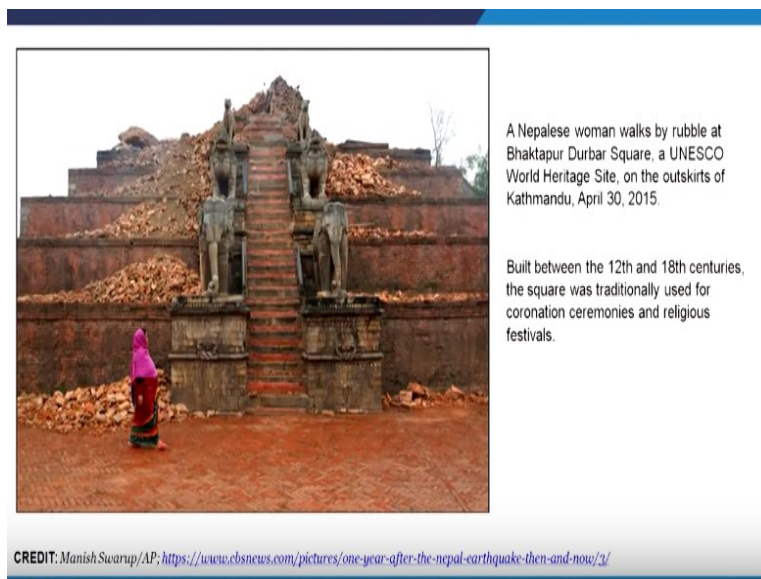 A Nepalese woman walks by rubble at
Bhaktapur Durbar Square, a UNESCO
World Heritage Site, on the outskirts of
Kathmandu, April 30, 2015.
Built between the 12th and 18th centuries,
the square was traditionally used for
coronation ceremonies and religious
festivals.
CREDIT: Manish Swarup/AP; https://www.cbsnews.com/pictures/one-year-after-the-nepal-earthquake-then-and-now/3/